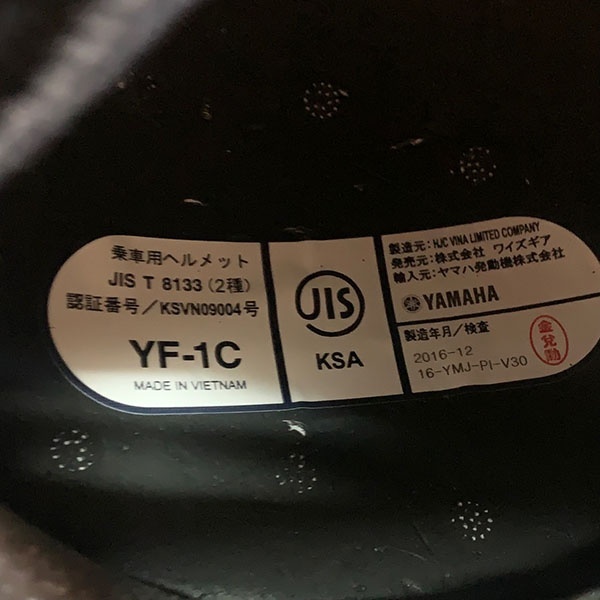 乗車用ヘルメット
JIS T 8133(2種)
認証番号/KSVN09004号
YF-1C
MADE IN VIETNAM
JIS
KSA
製造元:HJC VINA LIMITED COMPANY
発売元:株式会社 ワイズギア
輸入元:ヤマハ発動機株式会社
YAMAHA
製造年月/検査
2016-12
16-YMJ-PI-V30